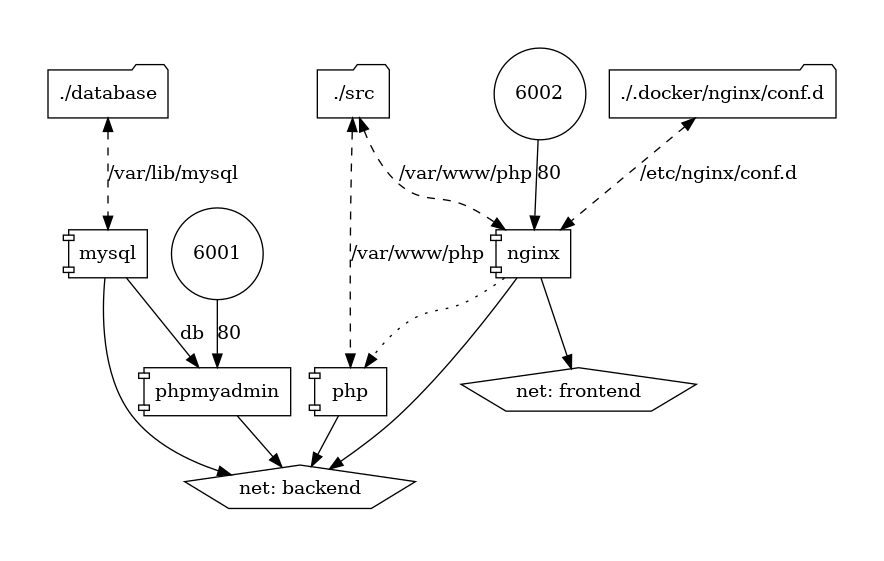 ./database
./src
6002
./.docker/nginx/conf.d
/var/lib/mysql
/var/www/php
80
/etc/nginx/conf.d
mysql
6001
/var/www/php
nginx
db
80
phpmyadmin
php
net: frontend
net: backend